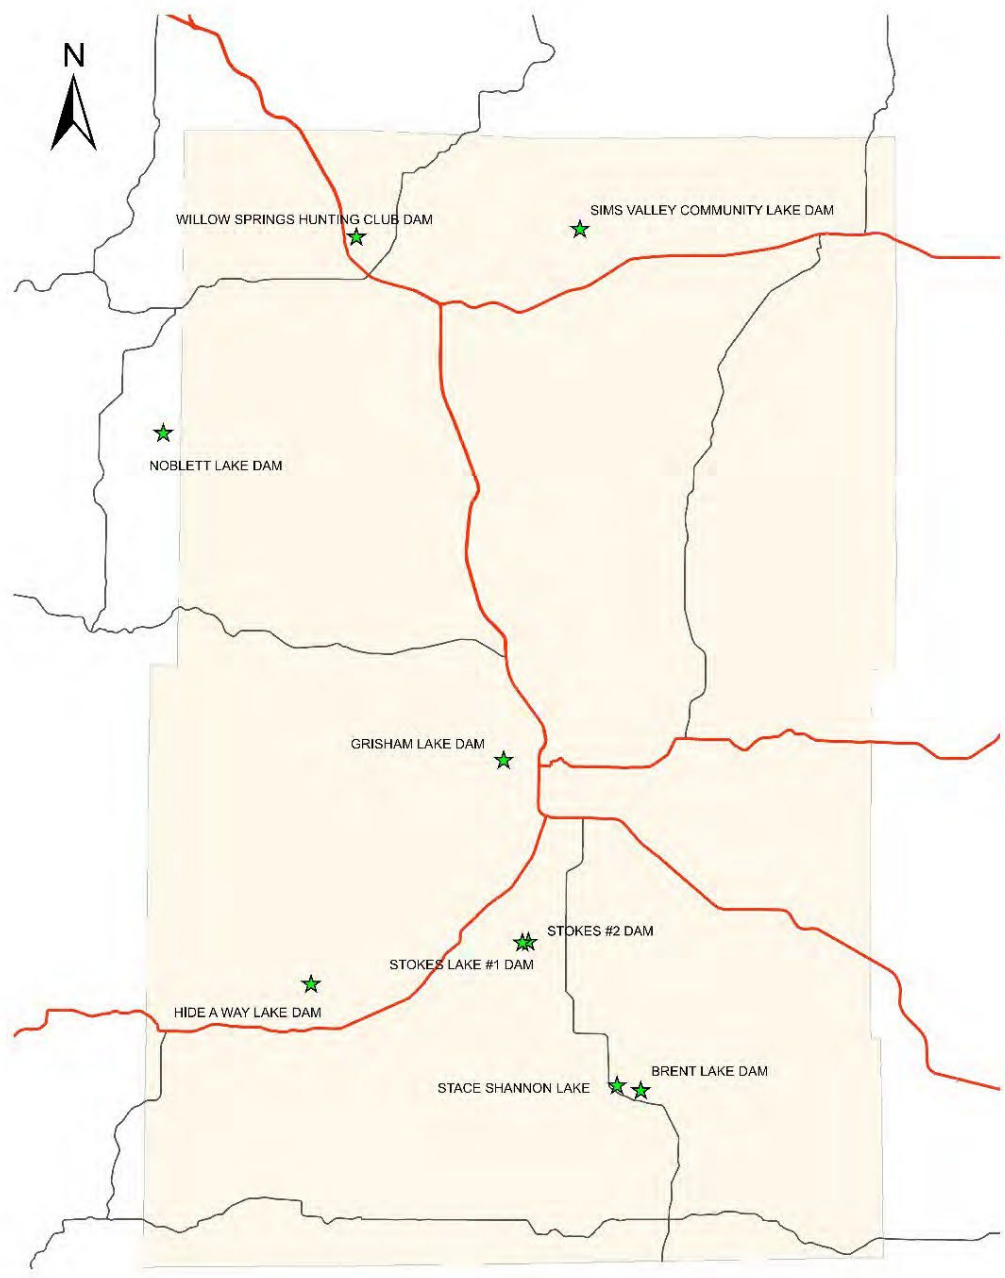 N
SIMS VALLEY COMMUNITY LAKE DAM
WILLOW SPRINGS HUNTING CLUB DAM
NOBLETT LAKE DAM
GRISHAM LAKE DAM
STOKES #2 DAM
STOKES LAKE #1 DAM
HIDE A WAY LAKE DAM
BRENT LAKE DAM
STACE SHANNON LAKE